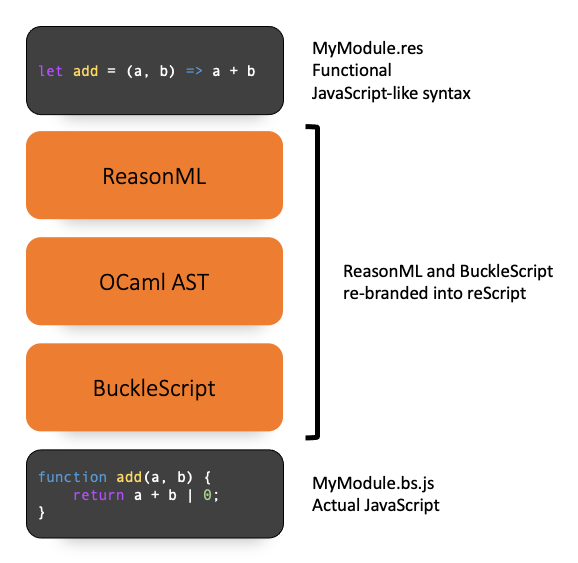 let add = (a, b) => a + b
MyModule.res
Functional
JavaScript-like syntax
ReasonML
OCaml AST
BuckleScript
ReasonML and BuckleScript
re-branded into reScript
function add(a, b) {
    return a + b | 0;
}
MyModule.bs.js
Actual JavaScript